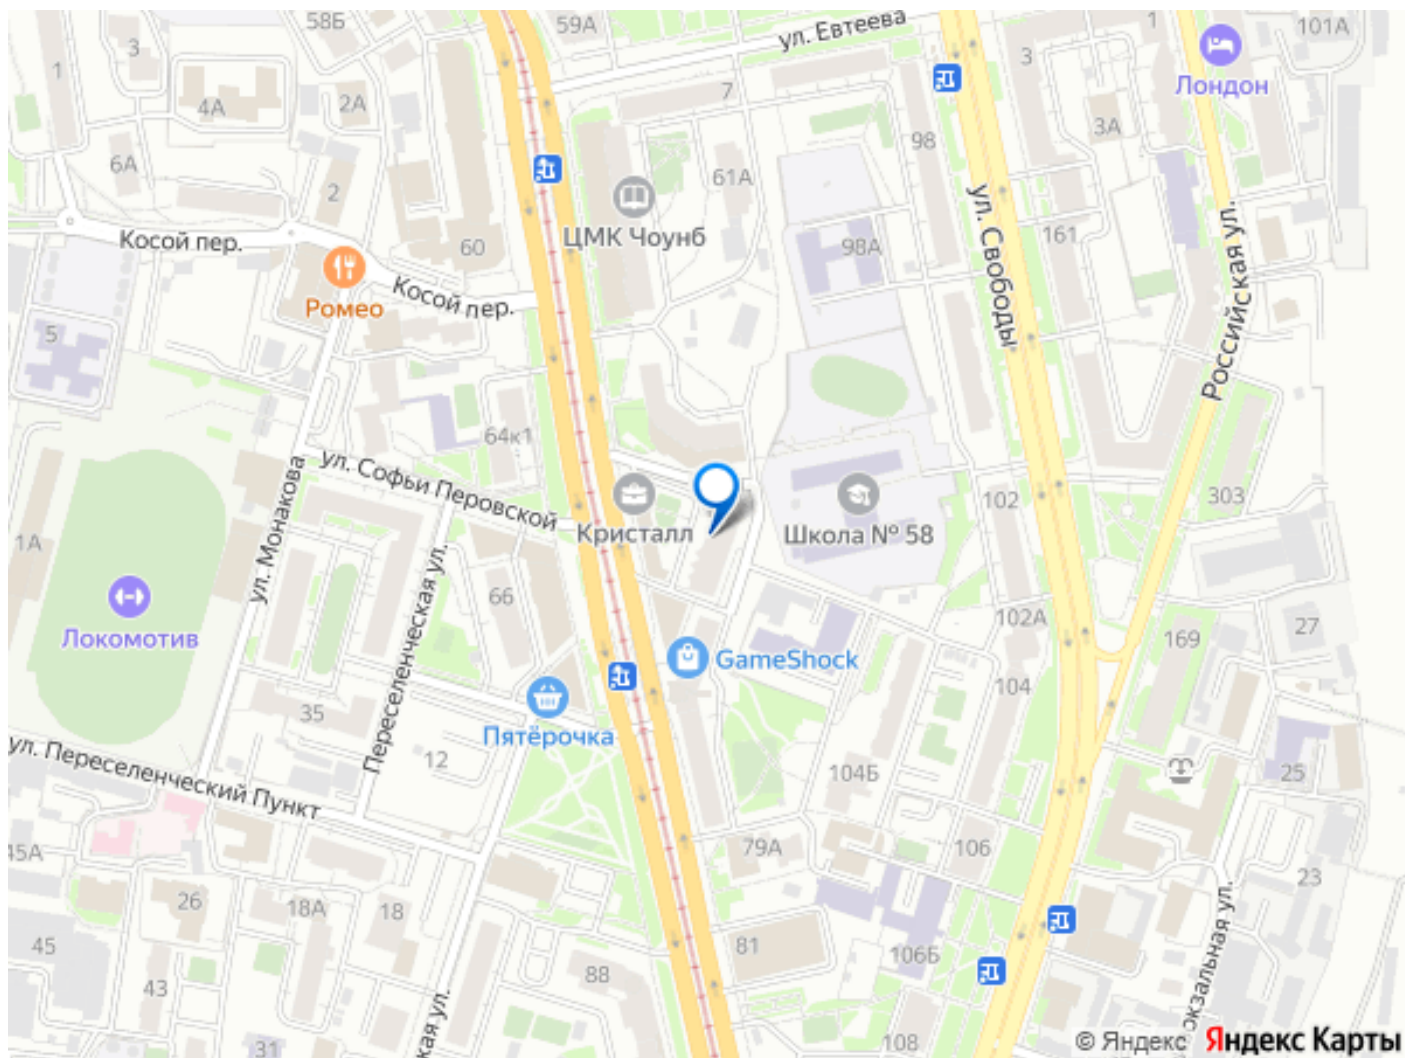 58Б
59А
ул. Евтеева
3
1
101А
3
1
Лондон
4А
2А
7
98
3А
6А
2
61А
ЦМК Чоунб
Косой пер.
60
98А
ул. Свободы
161
Российская ул.
Ромео
Косой пер.
5
64к1
ул. Софьи Перовской
ул. Монакова
Кристалл
Школа № 58
102
303
1А
Переселенческая ул.
66
Локомотив
102А
27
169
GameShock
104
35
Пятёрочка
12
ул. Переселенческий Пункт
104Б
25
45А
79А
106
26
18А
18
23
45
81
106Б
88
43
окзальная ул.
кая ул.
31
108
© Яндекс Яндекс Карты